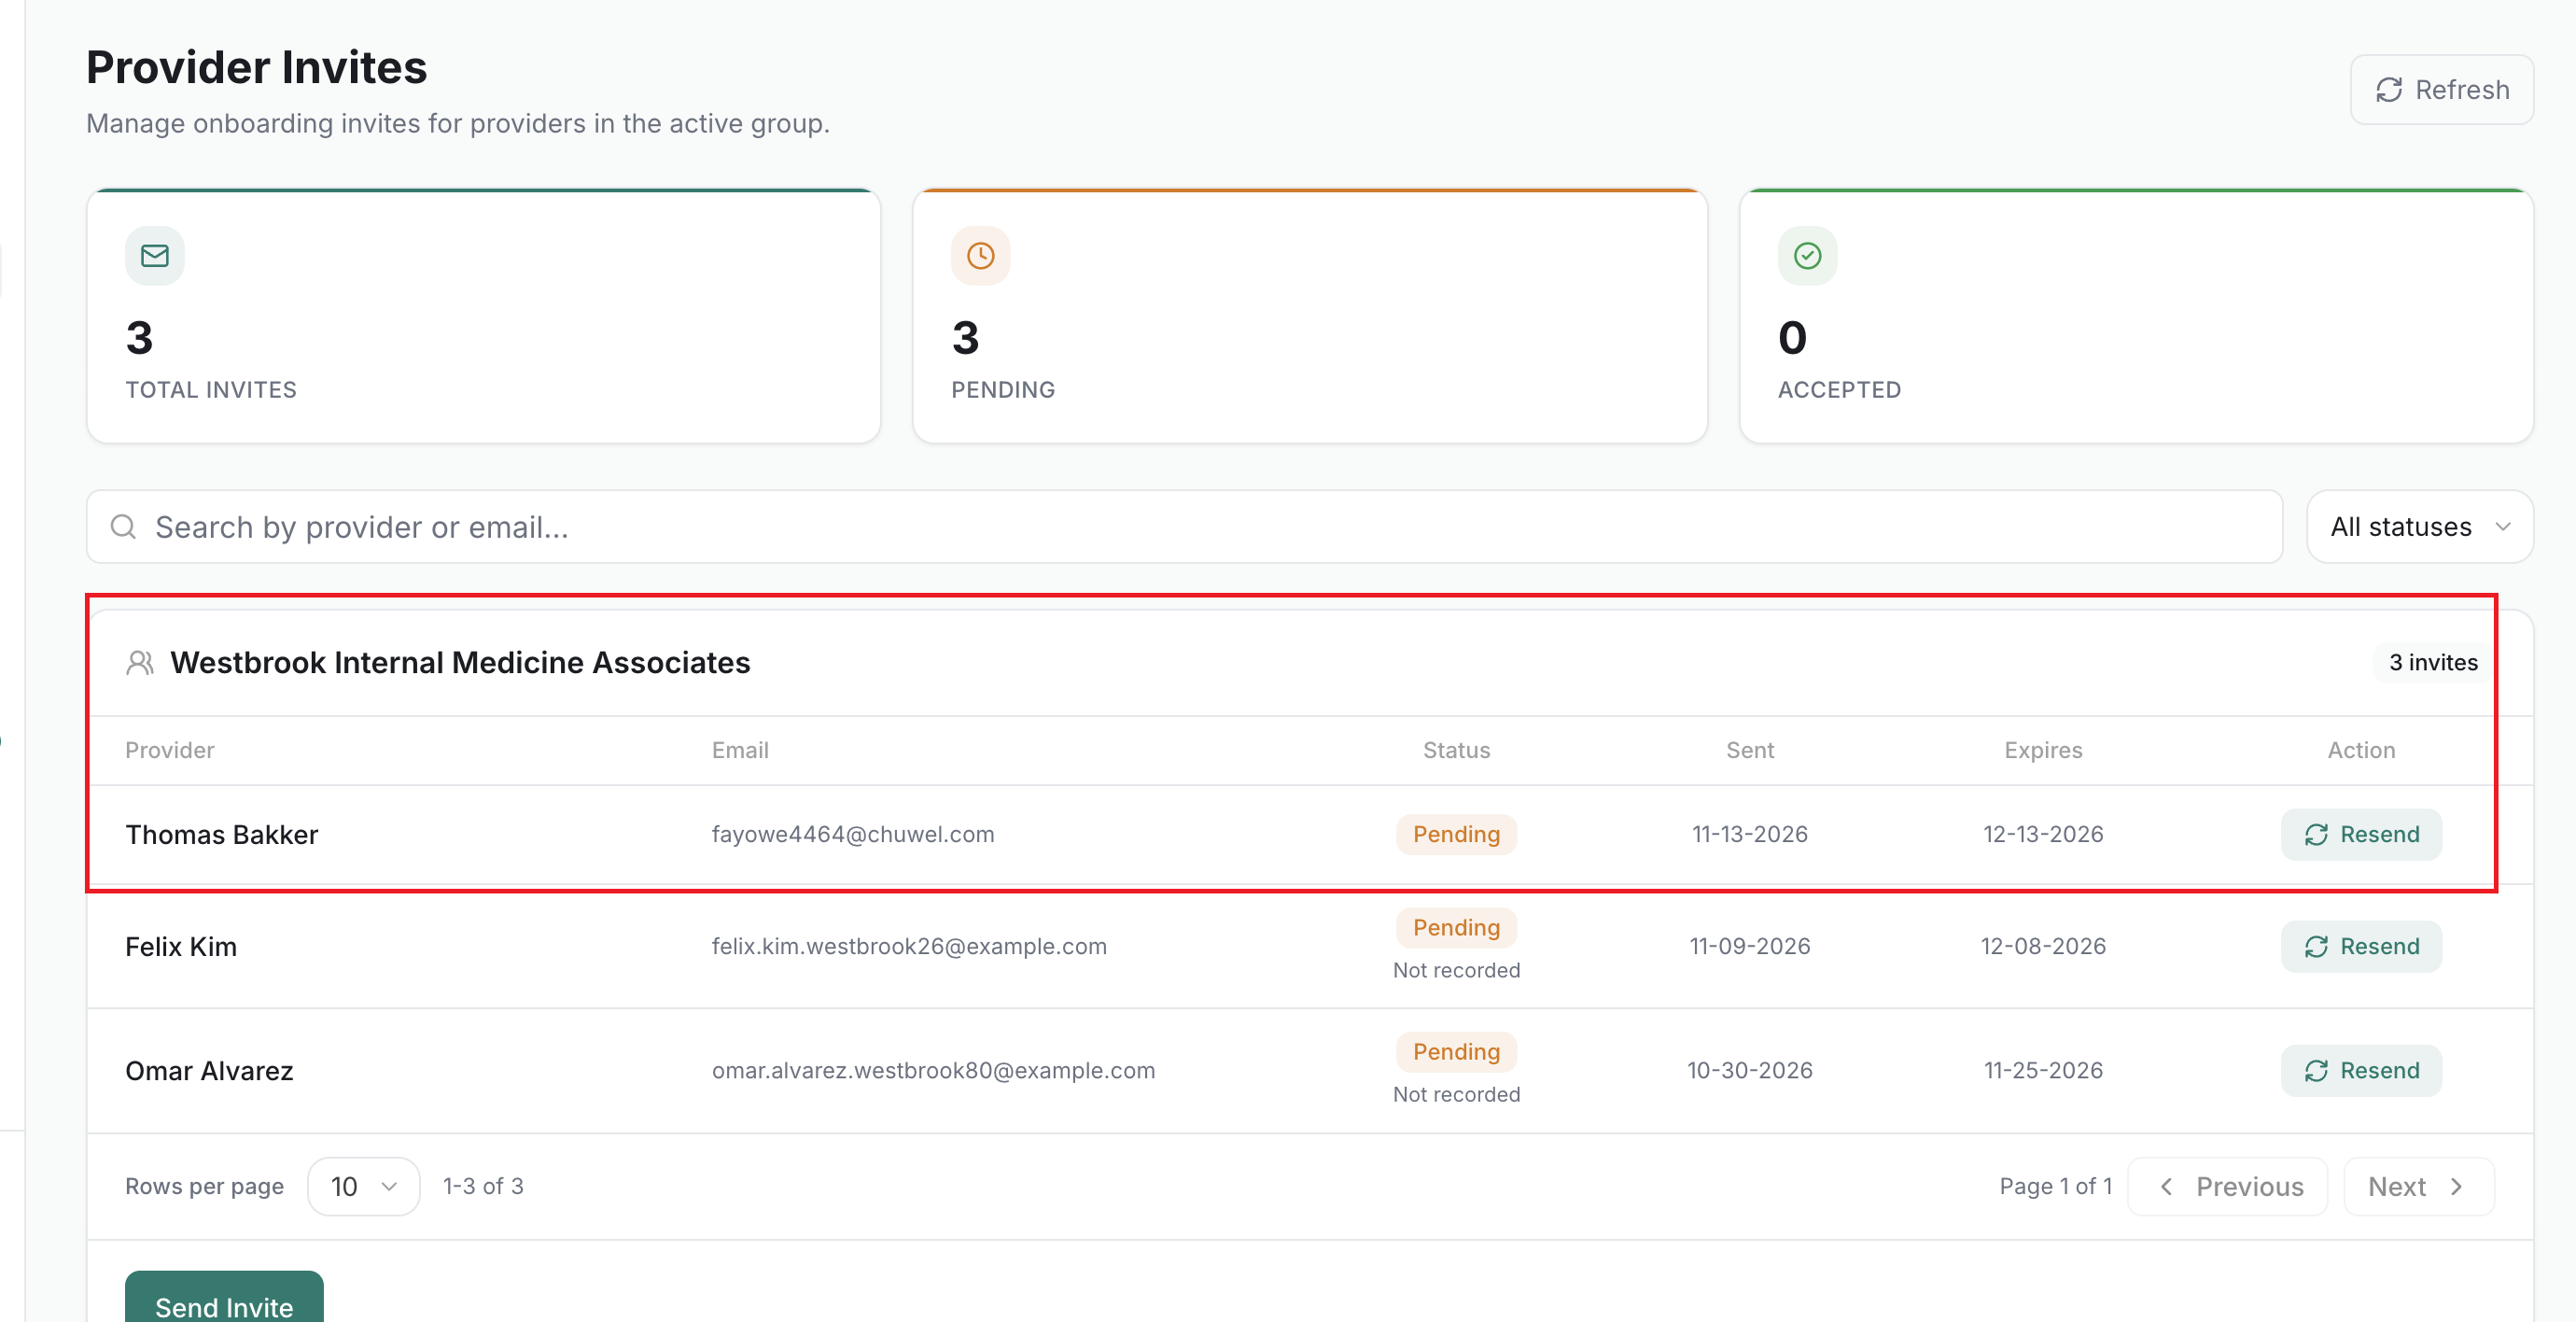 Provider Invites
Manage onboarding invites for providers in the active group.
Refresh
3
TOTAL INVITES
3
PENDING
0
ACCEPTED
Search by provider or email...
All statuses
Westbrook Internal Medicine Associates
3 invites
Provider Email Status Sent Expires Action
Thomas Bakker fayowe4464@chuwel.com Pending 11-13-2026 12-13-2026 Resend
Felix Kim felix.kim.westbrook26@example.com Pending 11-09-2026 12-08-2026 Resend
Not recorded
Omar Alvarez omar.alvarez.westbrook80@example.com Pending 10-30-2026 11-25-2026 Resend
Not recorded
Rows per page 10 1-3 of 3 Page 1 of 1 Previous Next
Send Invite